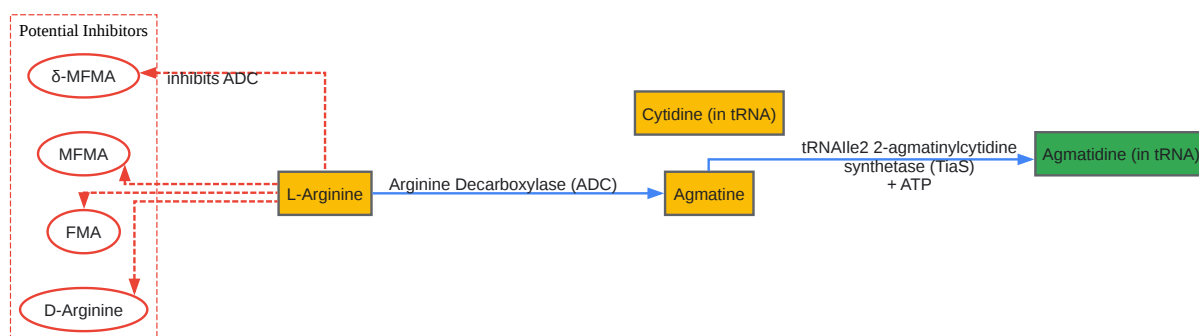 Potential Inhibitors
δ-MFMA
inhibits ADC
Cytidine (in tRNA)
MFMA
tRNAIle2 2-agmatinylcytidine
synthetase (TiaS)
+ ATP
Agmatidine (in tRNA)
L-Arginine
Arginine Decarboxylase (ADC)
Agmatine
FMA
D-Arginine